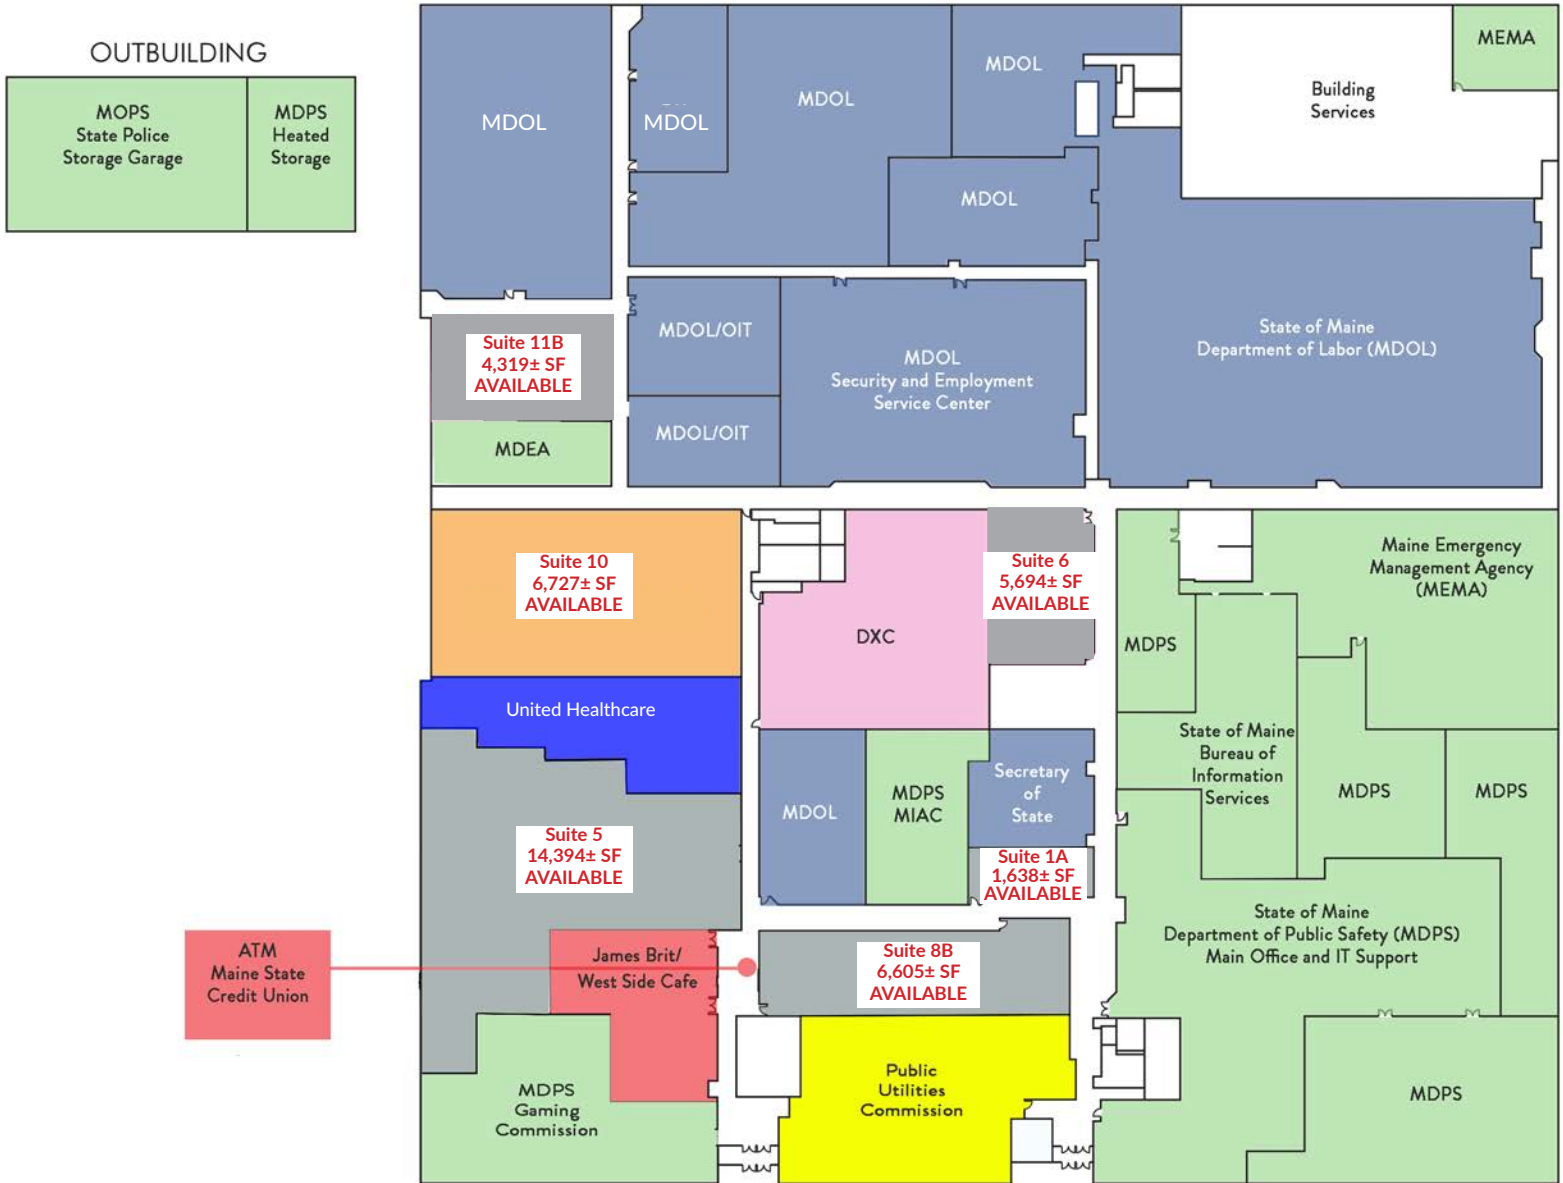 OUTBUILDING
MOPS
State Police
Storage Garage
MDPS
Heated
Storage
MDOL
MDOL
MDOL
MDOL
MDOL
Building
Services
MEMA
Suite 11B
4,319± SF
AVAILABLE
MDEA
MDOL/OIT
MDOL/OIT
MDOL
Security and Employment
Service Center
State of Maine
Department of Labor (MDOL)
Suite 10
6,727± SF
AVAILABLE
United Healthcare
Suite 5
14,394± SF
AVAILABLE
DXC
Suite 6
5,694± SF
AVAILABLE
MDOL
MDPS
MIAC
Secretary
of
State
Suite 1A
1,638± SF
AVAILABLE
Maine Emergency
Management Agency
(MEMA)
MDPS
State of Maine
Bureau of
Information
Services
MDPS
MDPS
State of Maine
Department of Public Safety (MDPS)
Main Office and IT Support
ATM
Maine State
Credit Union
James Brit/
West Side Cafe
Suite 8B
6,605± SF
AVAILABLE
MDPS
Gaming
Commission
Public
Utilities
Commission
MDPS